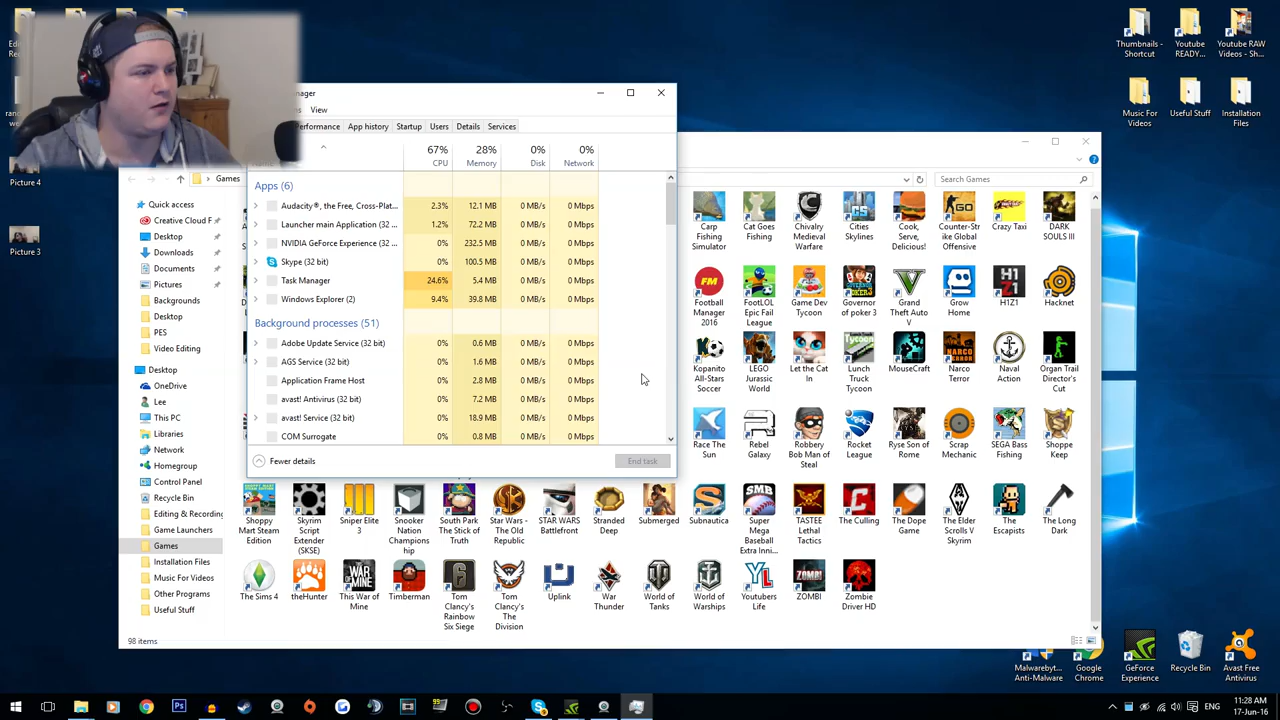 Edi
rand
we
Picture 4
Picture 3
Thumbnails -
Shortcut
Youtube
READY...
Youtube RAW
Videos - Sh...
Music For
Videos
Useful Stuff
Installation
Files
anager
View
Performance
App history
Startup
Users
Details
Services
67%
28%
0%
0%
CPU
Memory
Disk
Network
Apps (6)
Audacity®, the Free, Cross-Plat... 2.3% 12.1 MB 0 MB/s 0 Mbps
Launcher main Application (32 ... 1.2% 72.2 MB 0 MB/s 0 Mbps
NVIDIA GeForce Experience (32 ... 0% 232.5 MB 0 MB/s 0 Mbps
Skype (32 bit) 0% 100.5 MB 0 MB/s 0 Mbps
Task Manager 24.6% 5.4 MB 0 MB/s 0 Mbps
Windows Explorer (2) 9.4% 39.8 MB 0 MB/s 0 Mbps
Background processes (51)
Adobe Update Service (32 bit) 0% 0.6 MB 0 MB/s 0 Mbps
AGS Service (32 bit) 0% 1.6 MB 0 MB/s 0 Mbps
Application Frame Host 0% 2.8 MB 0 MB/s 0 Mbps
avast! Antivirus (32 bit) 0% 7.2 MB 0 MB/s 0 Mbps
avast! Service (32 bit) 0% 18.9 MB 0 MB/s 0 Mbps
COM Surrogate 0% 0.8 MB 0 MB/s 0 Mbps
Fewer details
End task
Games
Search Games
Quick access
Creative Cloud F
Desktop
Downloads
Documents
Pictures
Backgrounds
Desktop
PES
Video Editing
Desktop
OneDrive
Lee
This PC
Libraries
Network
Homegroup
Control Panel
Recycle Bin
Editing & Recording
Game Launchers
Games
Installation Files
Music For Videos
Other Programs
Useful Stuff
98 items
Carp
Fishing
Simulator
Cat Goes
Fishing
Chivalry
Medieval
Warfare
Cities
Skylines
Cook, Serve,
Delicious!
Counter-Str
ike Global
Offensive
Crazy Taxi
DARK
SOULS III
Football
Manager
2016
FootLOL
Epic Fail
League
Game Dev
Tycoon
Governor
of poker 3
Grand
Theft Auto
V
Grow
Home
H1Z1
Hacknet
Kopanito
All-Stars
Soccer
LEGO
Jurassic
World
Let the Cat
In
Lunch
Truck
Tycoon
MouseCraft
Narco
Terror
Naval
Action
Organ Trail
Director's
Cut
Race The
Sun
Rebel
Galaxy
Robbery
Bob Man of
Steal
Rocket
League
Ryse Son of
Rome
Scrap
Mechanic
SEGA Bass
Fishing
Shoppe
Keep
Shoppy
Mart Steam
Edition
Skyrim
Script
Extender
(SKSE)
Sniper Elite
3
Snooker
Nation
Champions
hip
South Park
The Stick of
Truth
Star Wars -
The Old
Republic
STAR WARS
Battlefront
Stranded
Deep
Submerged
Subnautica
Super
Mega
Baseball
Extra Inni...
TASTEE
Lethal
Tactics
The Culling
The Dope
Game
The Elder
Scrolls V
Skyrim
The
Escapists
The Long
Dark
The Sims 4
theHunter
This War of
Mine
Timberman
Tom
Clancy's
Rainbow
Six Siege
Tom
Clancy's
The
Division
Uplink
War
Thunder
World of
Tanks
World of
Warships
Youtubers
Life
ZOMBI
Zombie
Driver HD
Malwareby...
Anti-Malware
Google
Chrome
GeForce
Experience
Recycle Bin
Avast Free
Antivirus
ENG
11:28 AM
17-Jun-16